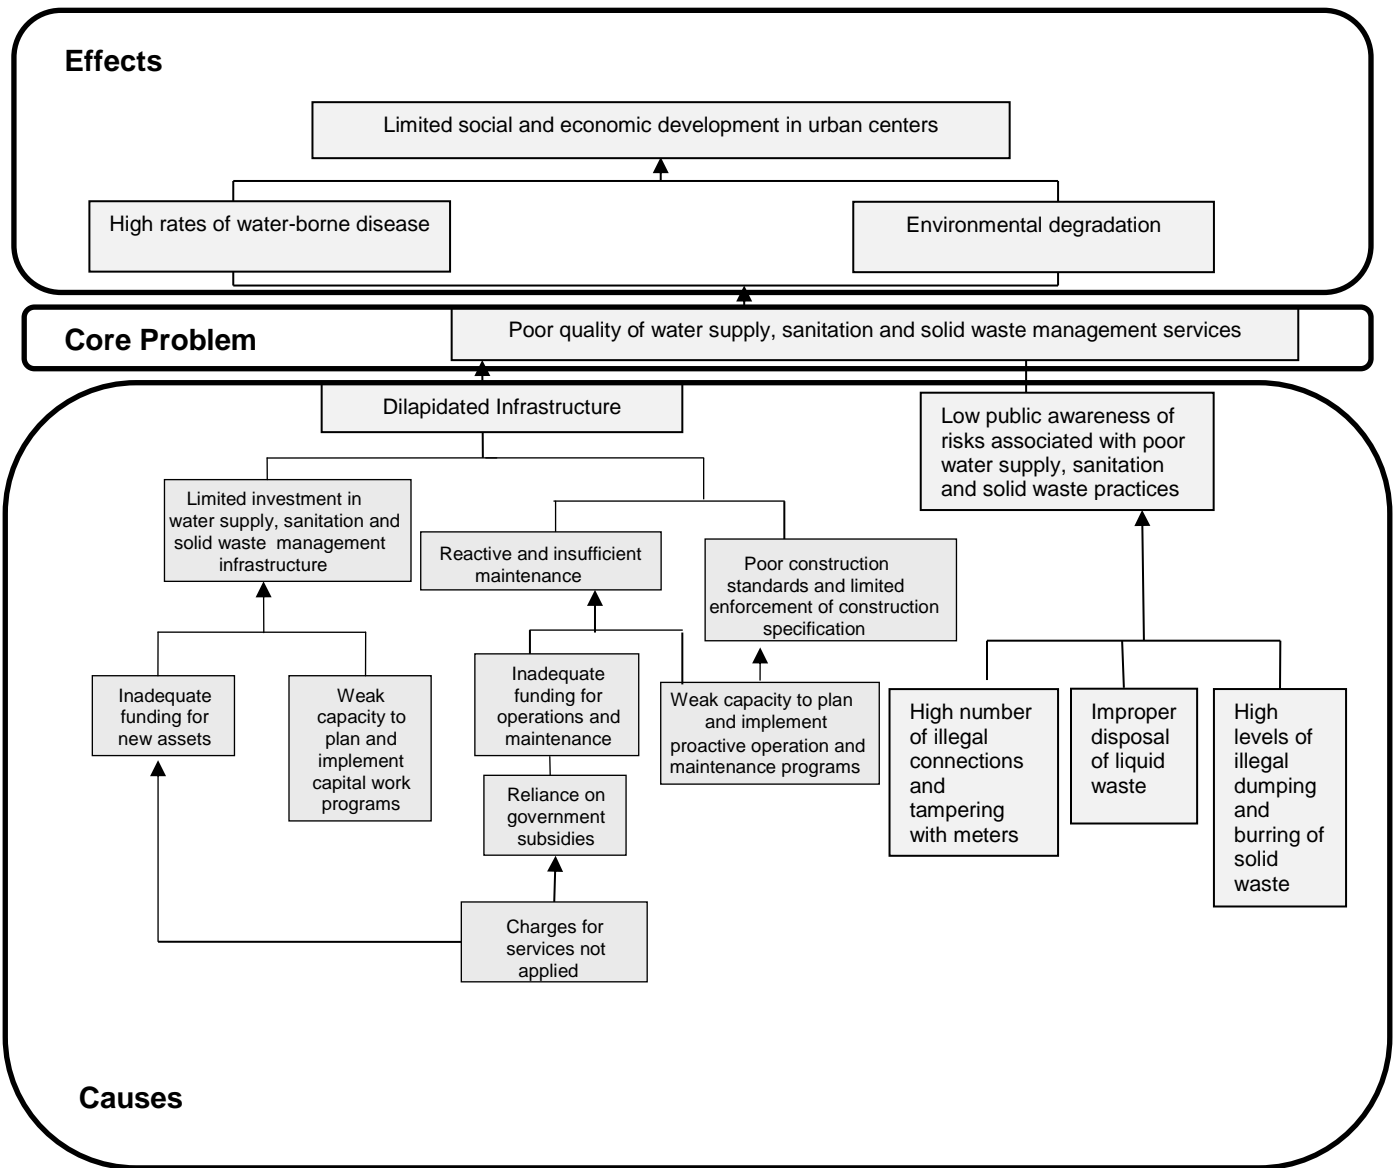 Effects
Limited social and economic development in urban centers
High rates of water-borne disease
Environmental degradation
Core Problem
Poor quality of water supply, sanitation and solid waste management services
Dilapidated Infrastructure
Low public awareness of
risks associated with poor
water supply, sanitation
and solid waste practices
Limited investment in
water supply, sanitation and
solid waste management
infrastructure
Reactive and insufficient
maintenance
Poor construction
standards and limited
enforcement of construction
specification
Inadequate
funding for
new assets
Weak
capacity to
plan and
implement
capital work
programs
Inadequate
funding for
operations and
maintenance
Weak capacity to plan
and implement
proactive operation and
maintenance programs
High number
of illegal
connections
and
tampering
with meters
Improper
disposal
of liquid
waste
High
levels of
illegal
dumping
and
burring of
solid
waste
Reliance on
government
subsidies
Charges for
services not
applied
Causes